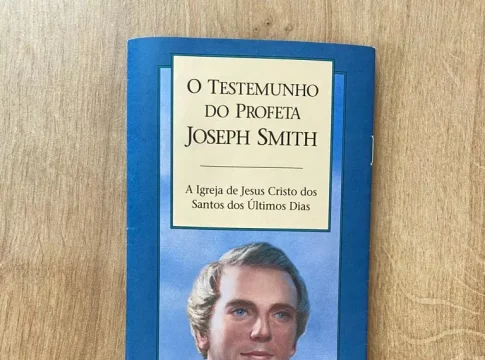 O TESTEMUNHO
DO PROFETA
JOSEPH SMITH
A Igreja de Jesus Cristo dos
Santos dos Últimos Dias